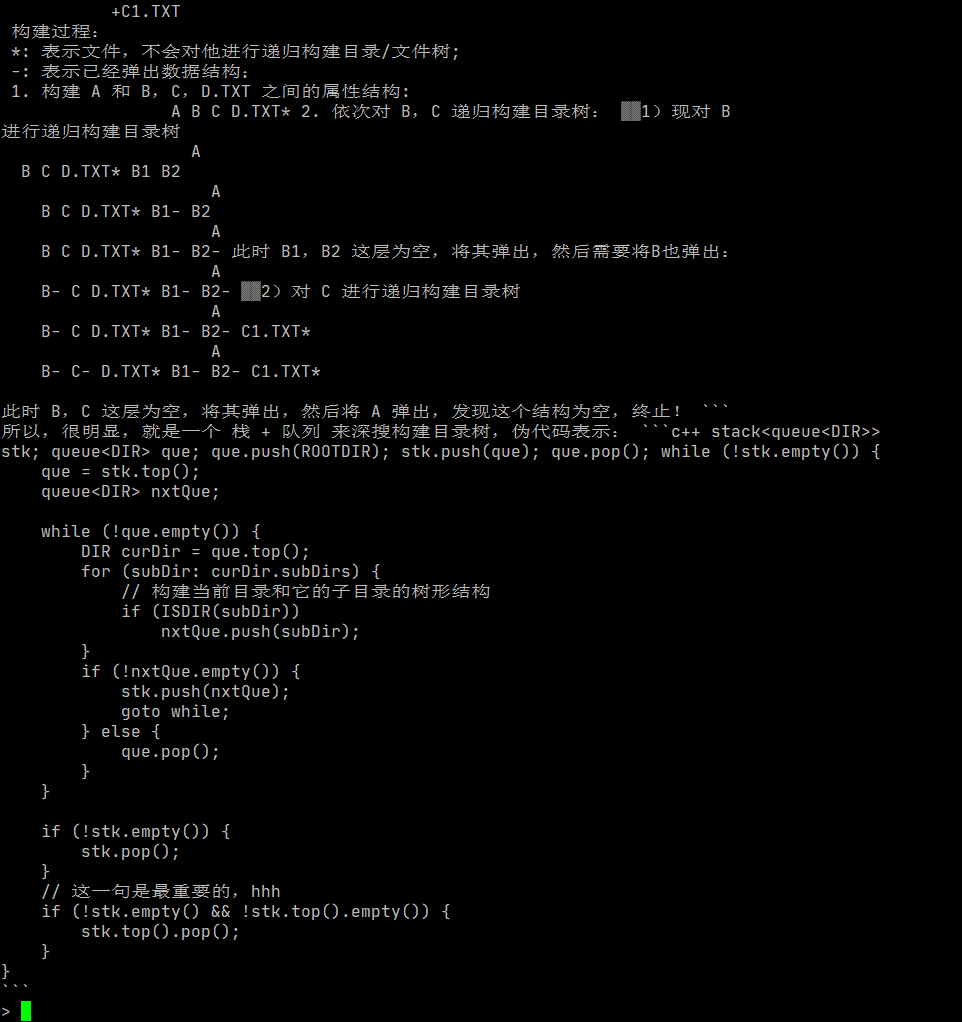 +C1.TXT
构建过程：
*: 表示文件，不会对他进行递归构建目录/文件树;
-: 表示已经弹出数据结构：
1. 构建 A 和 B，C，D.TXT 之间的属性结构:
A B C D.TXT* 2. 依次对 B，C 递归构建目录树： ▒▒1）现对 B
进行递归构建目录树
A
B C D.TXT* B1 B2
A
B C D.TXT* B1- B2
A
B C D.TXT* B1- B2- 此时 B1，B2 这层为空，将其弹出，然后需要将B也弹出：
A
B- C D.TXT* B1- B2- ▒▒2）对 C 进行递归构建目录树
A
B- C D.TXT* B1- B2- C1.TXT*
A
B- C- D.TXT* B1- B2- C1.TXT*
此时 B，C 这层为空，将其弹出，然后将 A 弹出，发现这个结构为空，终止！ ```
所以，很明显，就是一个 栈 + 队列 来深搜构建目录树，伪代码表示： ```c++ stack<queue<DIR>>
stk; queue<DIR> que; que.push(ROOTDIR); stk.push(que); que.pop(); while (!stk.empty()) {
que = stk.top();
queue<DIR> nxtQue;
while (!que.empty()) {
DIR curDir = que.top();
for (subDir: curDir.subDirs) {
// 构建当前目录和它的子目录的树形结构
if (ISDIR(subDir))
nxtQue.push(subDir);
}
if (!nxtQue.empty()) {
stk.push(nxtQue);
goto while;
} else {
que.pop();
}
}
if (!stk.empty()) {
stk.pop();
}
// 这一句是最重要的，hhh
if (!stk.empty() && !stk.top().empty()) {
stk.top().pop();
}
}
```
>